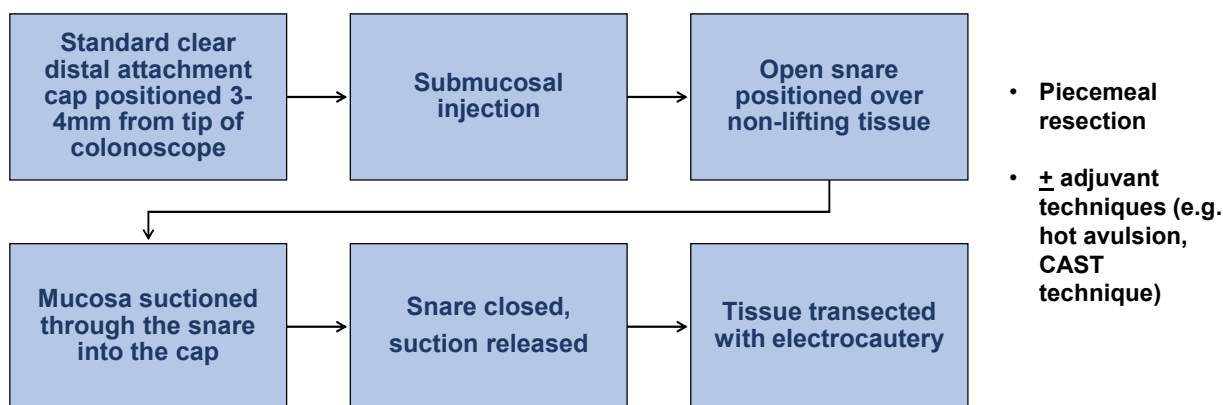 Standard clear
distal attachment
cap positioned 3-
4mm from tip of
colonoscope
Submucosal
injection
Open snare
positioned over
non-lifting tissue
Mucosa suctioned
through the snare
into the cap
Snare closed,
suction released
Tissue transected
with electrocautery
• Piecemeal
resection
• + adjuvant
techniques (e.g.
hot avulsion,
CAST
technique)